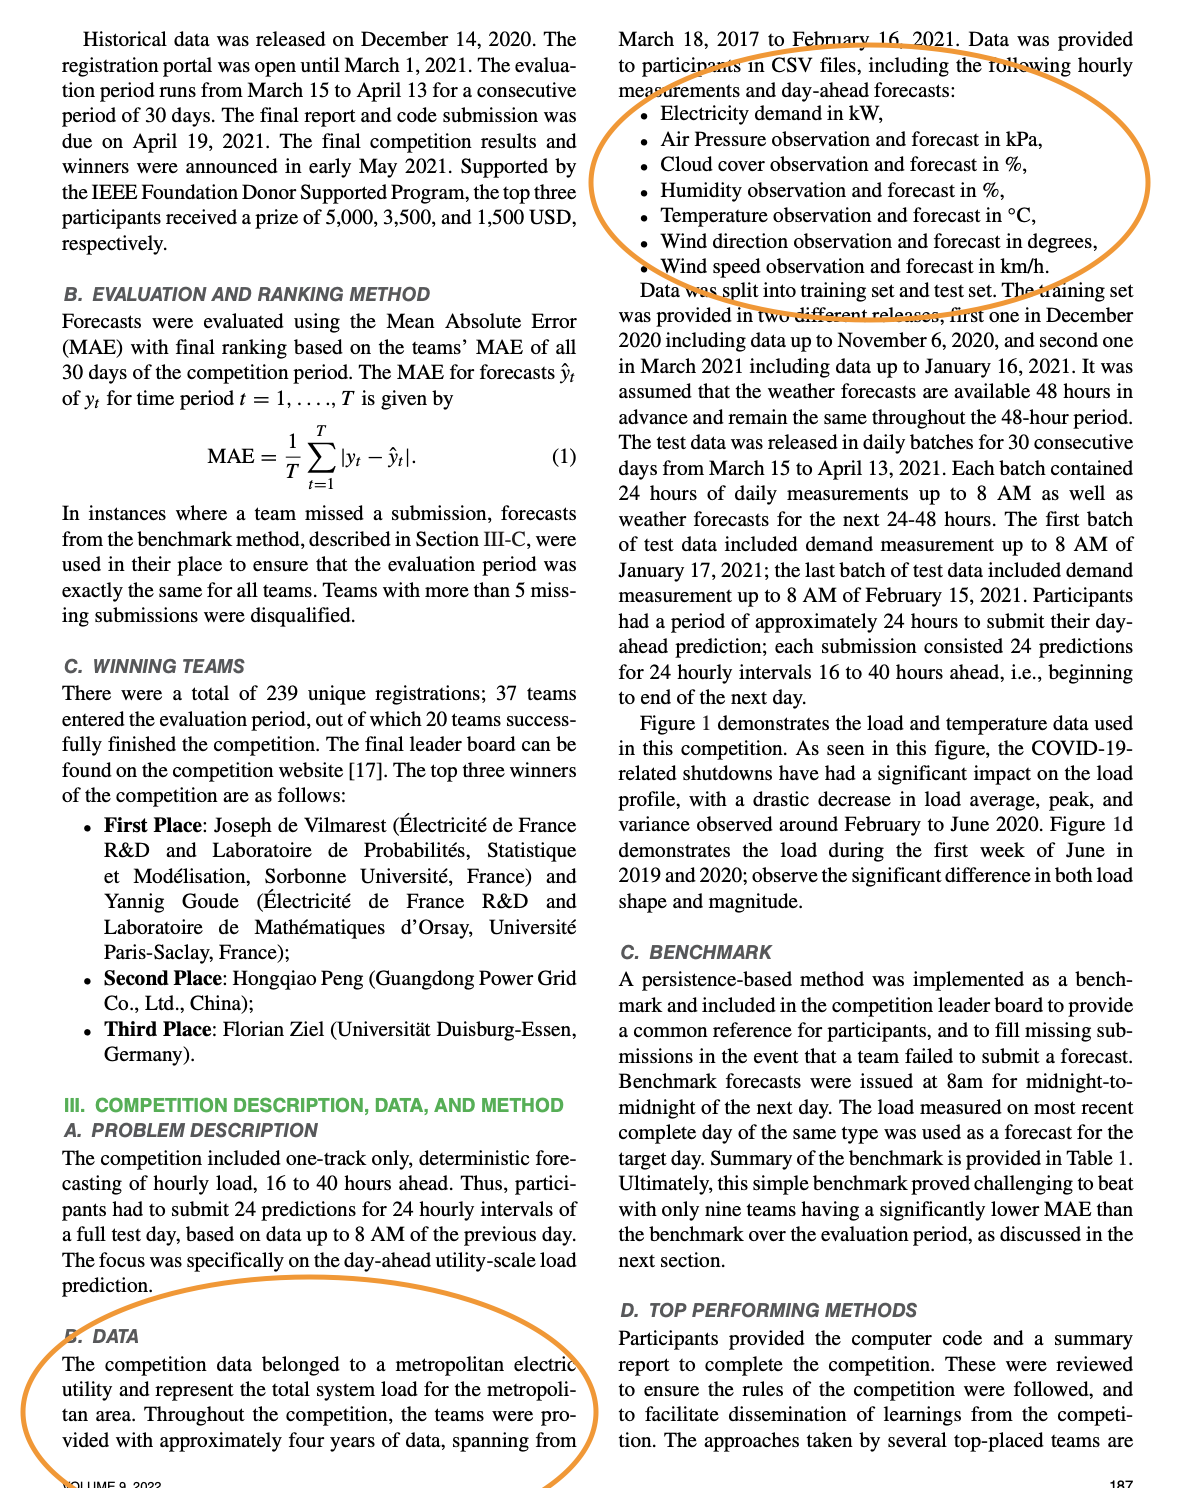 Historical data was released on December 14, 2020. The
registration portal was open until March 1, 2021. The evalua-
tion period runs from March 15 to April 13 for a consecutive
period of 30 days. The final report and code submission was
due on April 19, 2021. The final competition results and
winners were announced in early May 2021. Supported by
the IEEE Foundation Donor Supported Program, the top three
participants received a prize of 5,000, 3,500, and 1,500 USD,
respectively.
B. EVALUATION AND RANKING METHOD
Forecasts were evaluated using the Mean Absolute Error
(MAE) with final ranking based on the teams’ MAE of all
30 days of the competition period. The MAE for forecasts ŷt
of yt for time period t = 1, . . . ., T is given by
MAE = 1/T ∑_{t=1}^{T} |yt − ŷt|. (1)
In instances where a team missed a submission, forecasts
from the benchmark method, described in Section III-C, were
used in their place to ensure that the evaluation period was
exactly the same for all teams. Teams with more than 5 miss-
ing submissions were disqualified.
C. WINNING TEAMS
There were a total of 239 unique registrations; 37 teams
entered the evaluation period, out of which 20 teams success-
fully finished the competition. The final leader board can be
found on the competition website [17]. The top three winners
of the competition are as follows:
• First Place: Joseph de Vilmarest (Électricité de France
R&D and Laboratoire de Probabilités, Statistique
et Modélisation, Sorbonne Université, France) and
Yannig Goude (Électricité de France R&D and
Laboratoire de Mathématiques d’Orsay, Université
Paris-Saclay, France);
• Second Place: Hongqiao Peng (Guangdong Power Grid
Co., Ltd., China);
• Third Place: Florian Ziel (Universität Duisburg-Essen,
Germany).
III. COMPETITION DESCRIPTION, DATA, AND METHOD
A. PROBLEM DESCRIPTION
The competition included one-track only, deterministic fore-
casting of hourly load, 16 to 40 hours ahead. Thus, partici-
pants had to submit 24 predictions for 24 hourly intervals of
a full test day, based on data up to 8 AM of the previous day.
The focus was specifically on the day-ahead utility-scale load
prediction.
B. DATA
The competition data belonged to a metropolitan electric
utility and represent the total system load for the metropoli-
tan area. Throughout the competition, the teams were pro-
vided with approximately four years of data, spanning from
VOLUME 9, 2022
March 18, 2017 to February 16, 2021. Data was provided
to participants in CSV files, including the following hourly
measurements and day-ahead forecasts:
• Electricity demand in kW,
• Air Pressure observation and forecast in kPa,
• Cloud cover observation and forecast in %,
• Humidity observation and forecast in %,
• Temperature observation and forecast in °C,
• Wind direction observation and forecast in degrees,
• Wind speed observation and forecast in km/h.
Data was split into training set and test set. The training set
was provided in two different releases, first one in December
2020 including data up to November 6, 2020, and second one
in March 2021 including data up to January 16, 2021. It was
assumed that the weather forecasts are available 48 hours in
advance and remain the same throughout the 48-hour period.
The test data was released in daily batches for 30 consecutive
days from March 15 to April 13, 2021. Each batch contained
24 hours of daily measurements up to 8 AM as well as
weather forecasts for the next 24-48 hours. The first batch
of test data included demand measurement up to 8 AM of
January 17, 2021; the last batch of test data included demand
measurement up to 8 AM of February 15, 2021. Participants
had a period of approximately 24 hours to submit their day-
ahead prediction; each submission consisted 24 predictions
for 24 hourly intervals 16 to 40 hours ahead, i.e., beginning
to end of the next day.
Figure 1 demonstrates the load and temperature data used
in this competition. As seen in this figure, the COVID-19-
related shutdowns have had a significant impact on the load
profile, with a drastic decrease in load average, peak, and
variance observed around February to June 2020. Figure 1d
demonstrates the load during the first week of June in
2019 and 2020; observe the significant difference in both load
shape and magnitude.
C. BENCHMARK
A persistence-based method was implemented as a bench-
mark and included in the competition leader board to provide
a common reference for participants, and to fill missing sub-
missions in the event that a team failed to submit a forecast.
Benchmark forecasts were issued at 8am for midnight-to-
midnight of the next day. The load measured on most recent
complete day of the same type was used as a forecast for the
target day. Summary of the benchmark is provided in Table 1.
Ultimately, this simple benchmark proved challenging to beat
with only nine teams having a significantly lower MAE than
the benchmark over the evaluation period, as discussed in the
next section.
D. TOP PERFORMING METHODS
Participants provided the computer code and a summary
report to complete the competition. These were reviewed
to ensure the rules of the competition were followed, and
to facilitate dissemination of learnings from the competi-
tion. The approaches taken by several top-placed teams are
187